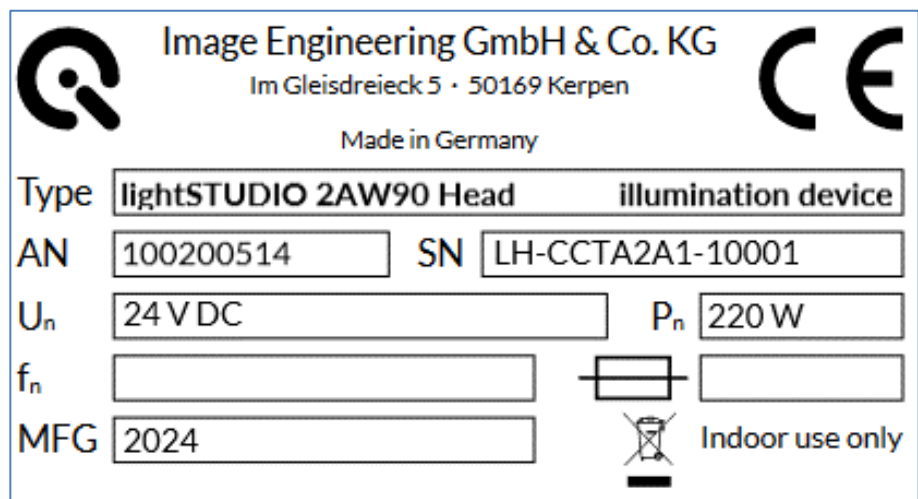 Image Engineering GmbH & Co. KG
Im Gleisdreieck 5 · 50169 Kerpen
Made in Germany
CE
Type lightSTUDIO 2AW90 Head illumination device
AN 100200514 SN LH-CCTA2A1-10001
Uₙ 24 V DC Pₙ 220 W
fₙ
MFG 2024 Indoor use only